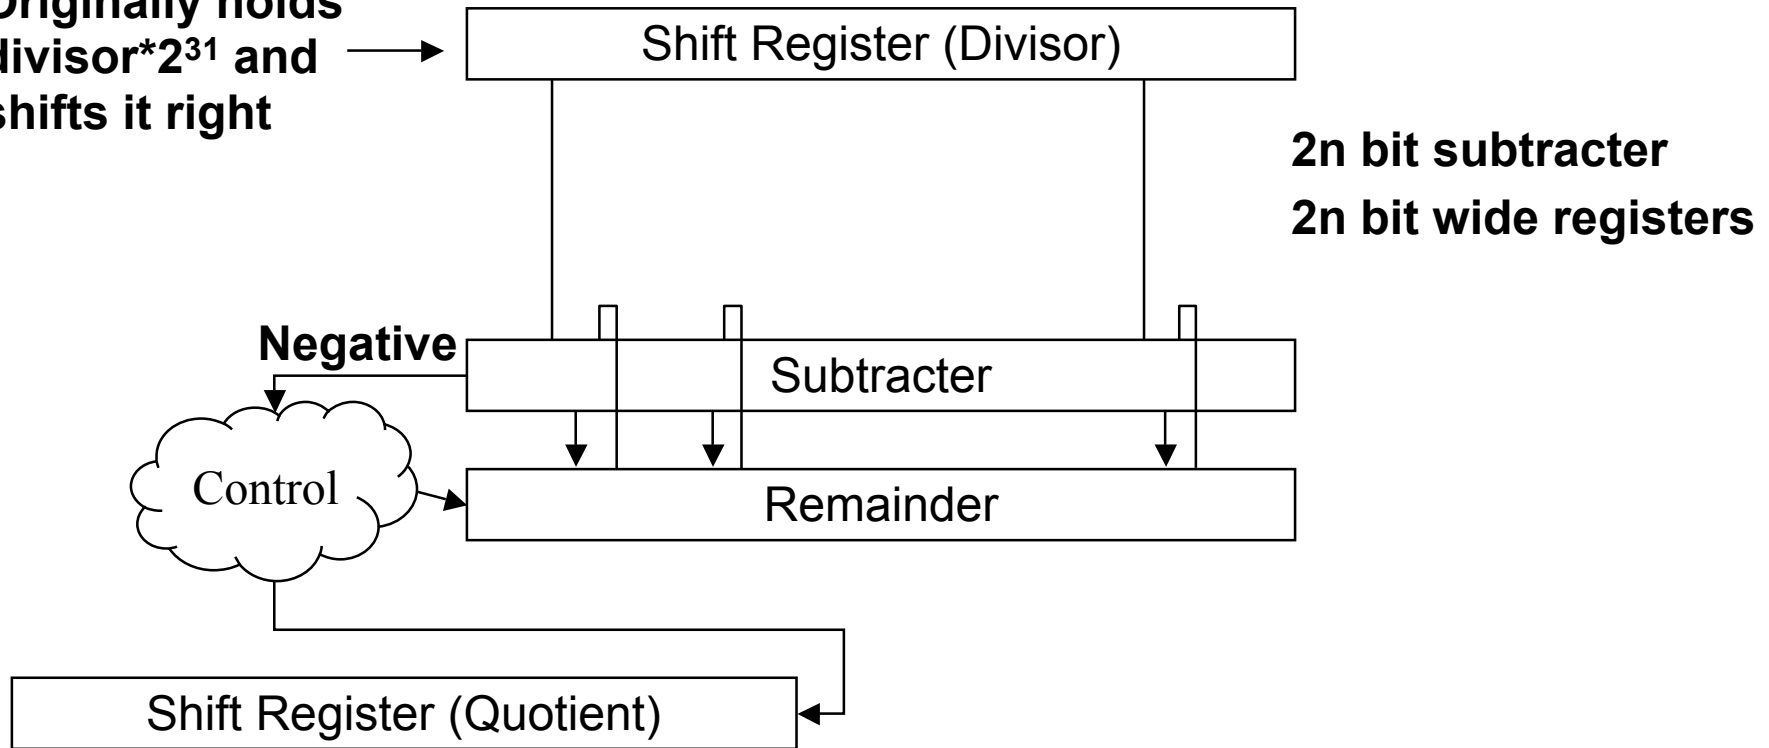 Originally holds
divisor*2³¹ and
shifts it right
Shift Register (Divisor)
2n bit subtracter
2n bit wide registers
Negative
Subtracter
Control
Remainder
Shift Register (Quotient)